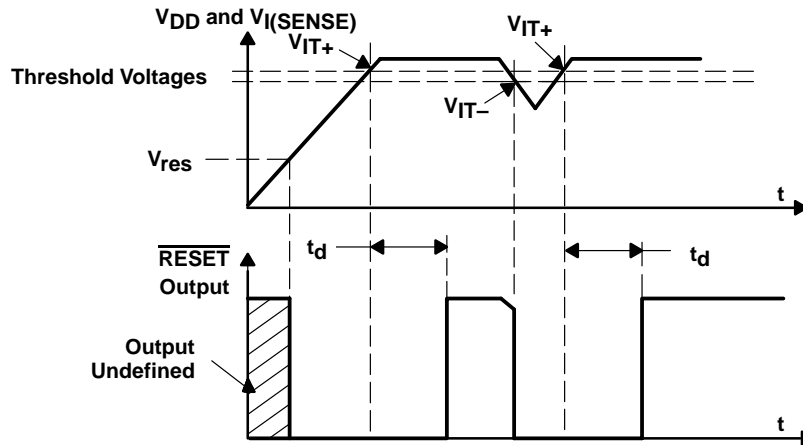 VDD and VI(SENSE)
VIT+
VIT+
Threshold Voltages
VIT–
Vres
t
td
td
RESET
Output
Output
Undefined
t